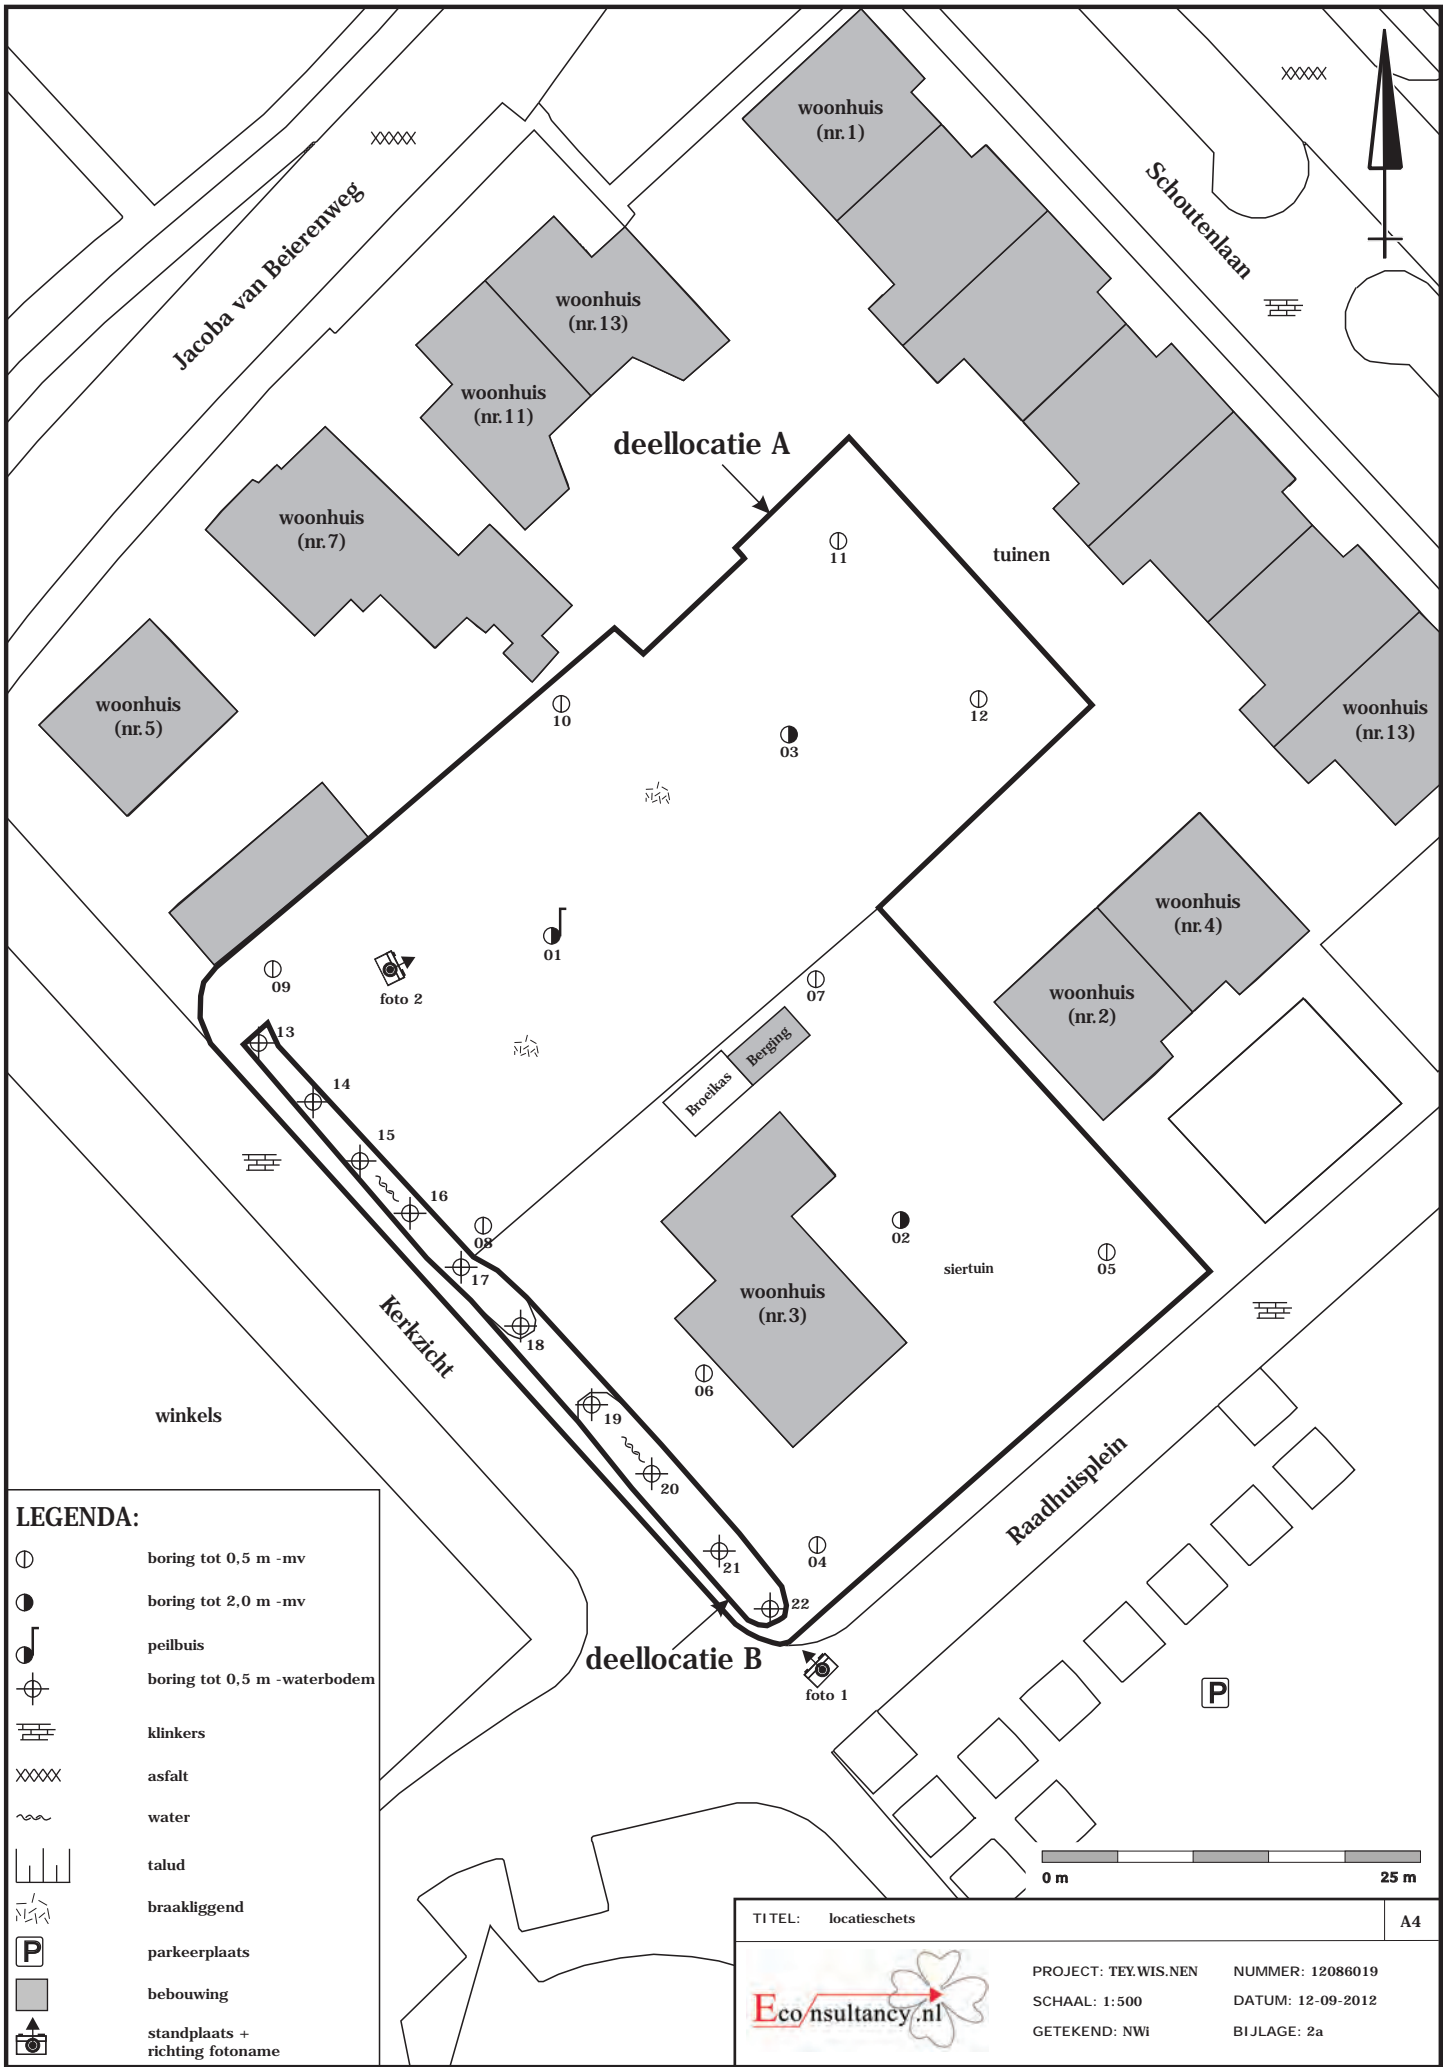 woonhuis
(nr.1)
Schoutenlaan
Jacoba van Beierenweg
woonhuis
(nr.13)
woonhuis
(nr.11)
deellocatie A
woonhuis
(nr.7)
11
tuinen
woonhuis
(nr.5)
10
12
03
woonhuis
(nr.13)
woonhuis
(nr.4)
01
09
foto 2
07
woonhuis
(nr.2)
13
Berging
Broeikas
14
15
16
08
17
02
siertuin
05
woonhuis
(nr.3)
Kerkzicht
18
06
19
winkels
20
Raadhuisplein
21
04
22
deellocatie B
foto 1
P
LEGENDA:
boring tot 0,5 m -mv
boring tot 2,0 m -mv
peilbuis
boring tot 0,5 m -waterbodem
klinkers
asfalt
water
talud
braakliggend
P parkeerplaats
bebouwing
standplaats +
richting fotoname
0 m 25 m
TITEL: locatieschets A4
Econsultancy.nl
PROJECT: TEY.WIS.NEN NUMMER: 12086019
SCHAAL: 1:500 DATUM: 12-09-2012
GETEKEND: NWi BIJLAGE: 2a